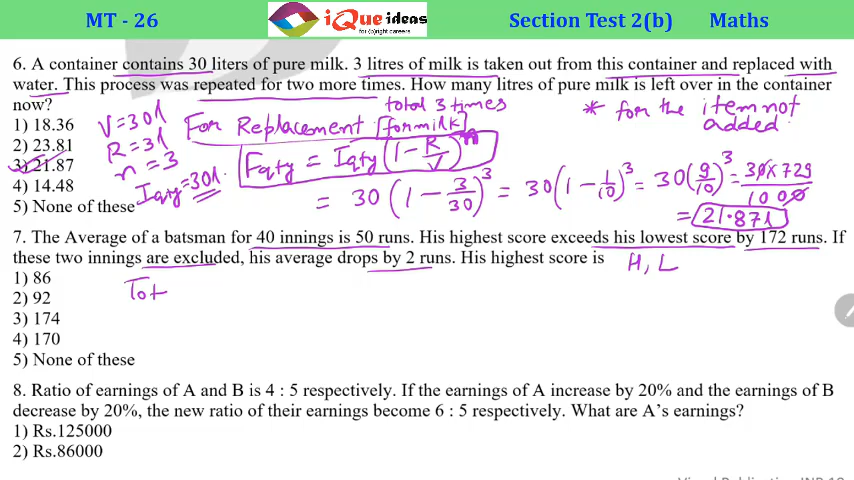 MT - 26
iQue ideas
for (b)right careers
Section Test 2(b) Maths
6. A container contains 30 liters of pure milk. 3 litres of milk is taken out from this container and replaced with
water. This process was repeated for two more times. How many litres of pure milk is left over in the container
now?
total 3 times
* for the item not added.
1) 18.36
2) 23.81
3) 21.87
4) 14.48
5) None of these
V=30l
R=3l
n=3
Iqty=30l.
For Replacement [for milk]
Fqty = Iqty (1 - R/V)^n
= 30 (1 - 3/30)^3 = 30(1 - 1/10)^3 = 30(9/10)^3 = 30x729/1000
= 21.87l
7. The Average of a batsman for 40 innings is 50 runs. His highest score exceeds his lowest score by 172 runs. If
these two innings are excluded, his average drops by 2 runs. His highest score is H, L
1) 86
2) 92
3) 174
4) 170
5) None of these
Tot
8. Ratio of earnings of A and B is 4 : 5 respectively. If the earnings of A increase by 20% and the earnings of B
decrease by 20%, the new ratio of their earnings become 6 : 5 respectively. What are A's earnings?
1) Rs.125000
2) Rs.86000